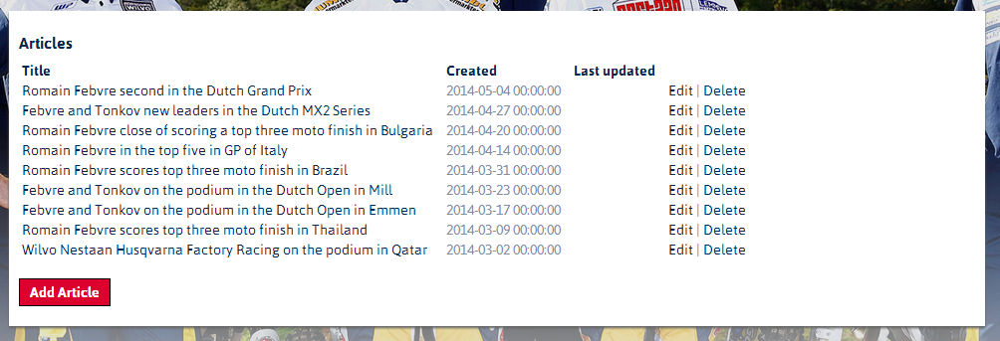 WP WILVO
Articles
Title Created Last updated
Romain Febvre second in the Dutch Grand Prix 2014-05-04 00:00:00 Edit | Delete
Febvre and Tonkov new leaders in the Dutch MX2 Series 2014-04-27 00:00:00 Edit | Delete
Romain Febvre close of scoring a top three moto finish in Bulgaria 2014-04-20 00:00:00 Edit | Delete
Romain Febvre in the top five in GP of Italy 2014-04-14 00:00:00 Edit | Delete
Romain Febvre scores top three moto finish in Brazil 2014-03-31 00:00:00 Edit | Delete
Febvre and Tonkov on the podium in the Dutch Open in Mill 2014-03-23 00:00:00 Edit | Delete
Febvre and Tonkov on the podium in the Dutch Open in Emmen 2014-03-17 00:00:00 Edit | Delete
Romain Febvre scores top three moto finish in Thailand 2014-03-09 00:00:00 Edit | Delete
Wilvo Nestaan Husqvarna Factory Racing on the podium in Qatar 2014-03-02 00:00:00 Edit | Delete
Add Article